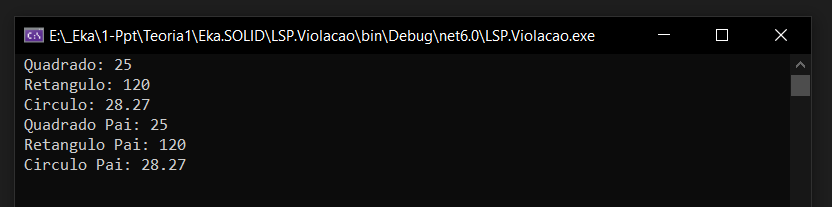 E:\_Eka\1-Ppt\Teoria1\Eka.SOLID\LSP.Violacao\bin\Debug\net6.0\LSP.Violacao.exe
Quadrado: 25
Retangulo: 120
Circulo: 28.27
Quadrado Pai: 25
Retangulo Pai: 120
Circulo Pai: 28.27